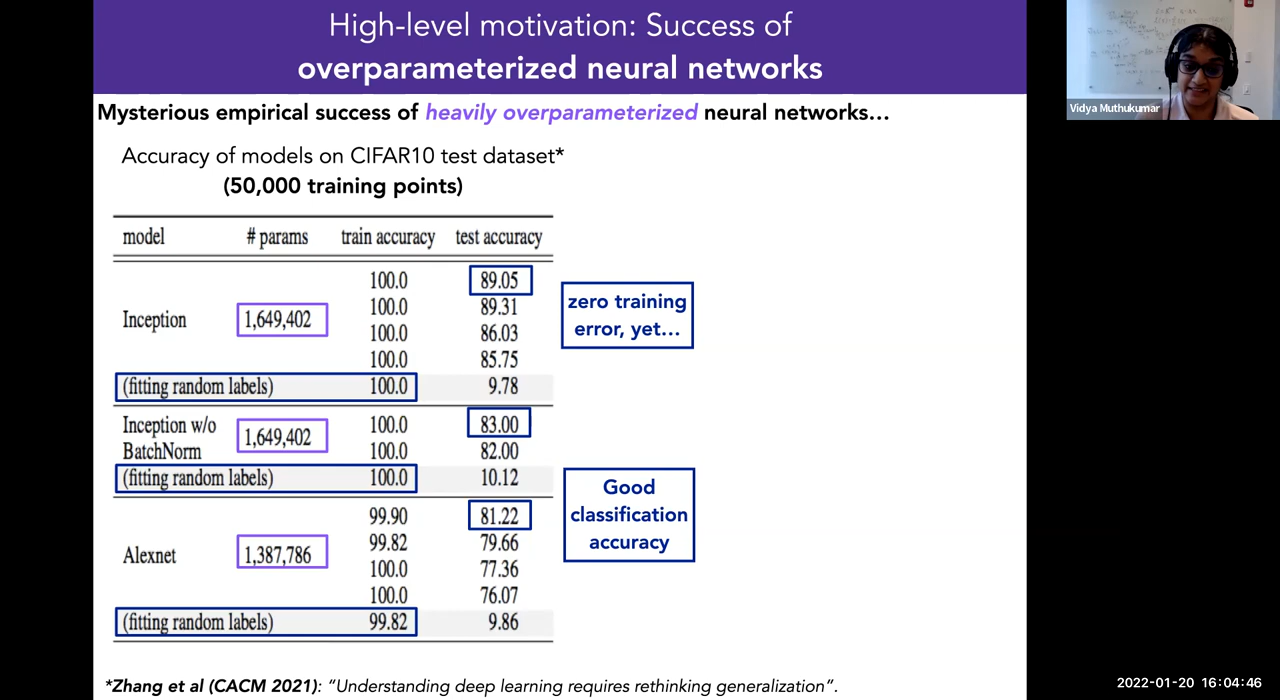 High-level motivation: Success of
overparameterized neural networks
Mysterious empirical success of heavily overparameterized neural networks...
Accuracy of models on CIFAR10 test dataset*
(50,000 training points)
model # params train accuracy test accuracy
100.0 89.05
100.0 89.31
Inception 1,649,402
100.0 86.03
100.0 85.75
(fitting random labels) 100.0 9.78
Inception w/o 100.0 83.00
1,649,402
BatchNorm 100.0 82.00
(fitting random labels) 100.0 10.12
99.90 81.22
99.82 79.66
Alexnet 1,387,786
100.0 77.36
100.0 76.07
(fitting random labels) 99.82 9.86
zero training
error, yet...
Good
classification
accuracy
*Zhang et al (CACM 2021): “Understanding deep learning requires rethinking generalization”.
Vidya Muthukumar
2022-01-20 16:04:46